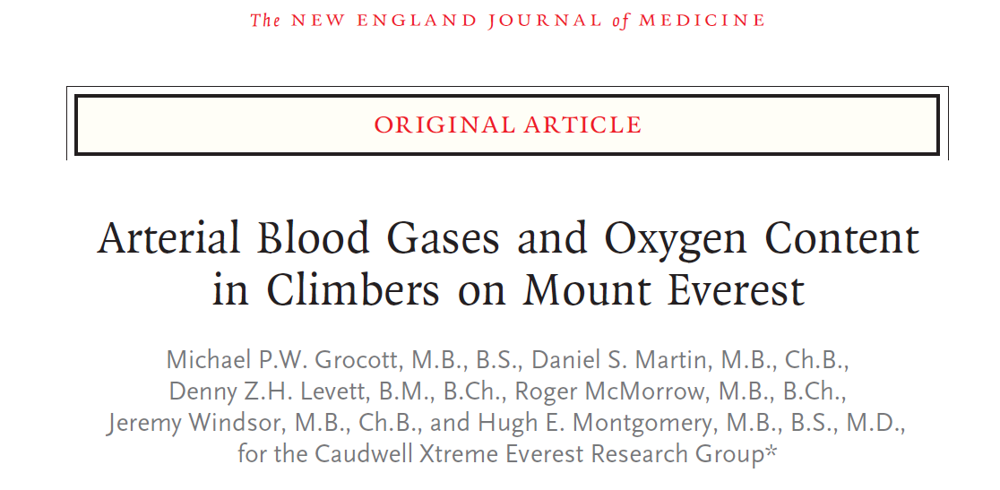 The NEW ENGLAND JOURNAL of MEDICINE
ORIGINAL ARTICLE
Arterial Blood Gases and Oxygen Content
in Climbers on Mount Everest
Michael P.W. Grocott, M.B., B.S., Daniel S. Martin, M.B., Ch.B.,
Denny Z.H. Levett, B.M., B.Ch., Roger McMorrow, M.B., B.Ch.,
Jeremy Windsor, M.B., Ch.B., and Hugh E. Montgomery, M.B., B.S., M.D.,
for the Caudwell Xtreme Everest Research Group*